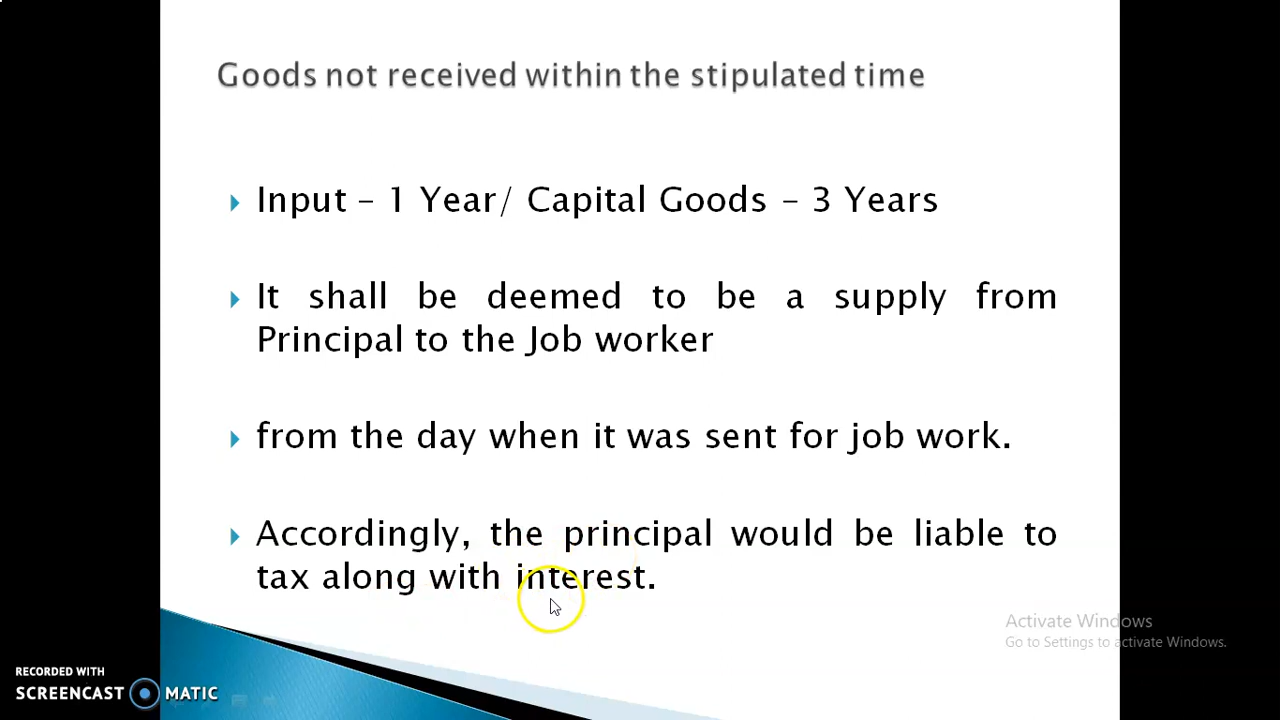 Goods not received within the stipulated time
Input – 1 Year/ Capital Goods – 3 Years
It shall be deemed to be a supply from
Principal to the Job worker
from the day when it was sent for job work.
Accordingly, the principal would be liable to
tax along with interest.
Activate Windows
Go to Settings to activate Windows.
RECORDED WITH
SCREENCAST MATIC